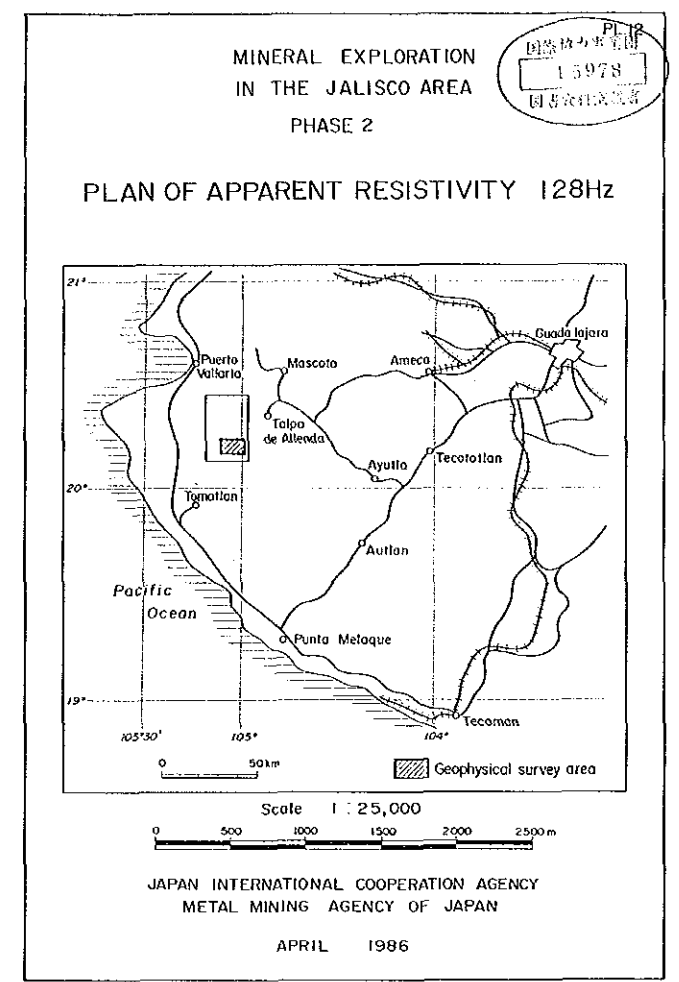 PL 12
15978
MINERAL EXPLORATION
IN THE JALISCO AREA
PHASE 2
PLAN OF APPARENT RESISTIVITY 128Hz
21°
Guadalajara
Puerto
Vallarta
Mascota
Ameca
Talpa
de Allenda
Tecototlan
Ayutla
20°
Tomatlan
Autlan
Pacific
Ocean
Punta Melaque
19°
Tecoman
105°30'
105°
104°
0 50km
Geophysical survey area
Scale 1 : 25,000
0 500 1000 1500 2000 2500m
JAPAN INTERNATIONAL COOPERATION AGENCY
METAL MINING AGENCY OF JAPAN
APRIL 1986